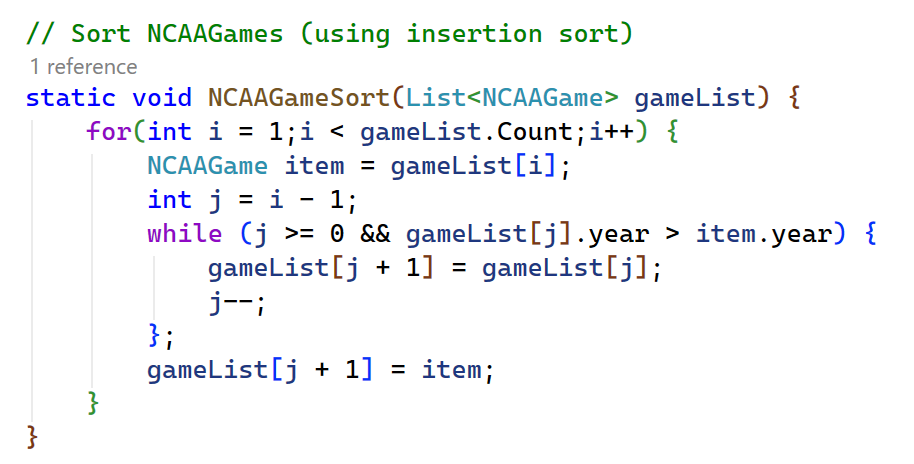 // Sort NCAAGames (using insertion sort)
1 reference
static void NCAAGameSort(List<NCAAGame> gameList) {
    for(int i = 1;i < gameList.Count;i++) {
        NCAAGame item = gameList[i];
        int j = i - 1;
        while (j >= 0 && gameList[j].year > item.year) {
            gameList[j + 1] = gameList[j];
            j--;
        };
        gameList[j + 1] = item;
    }
}